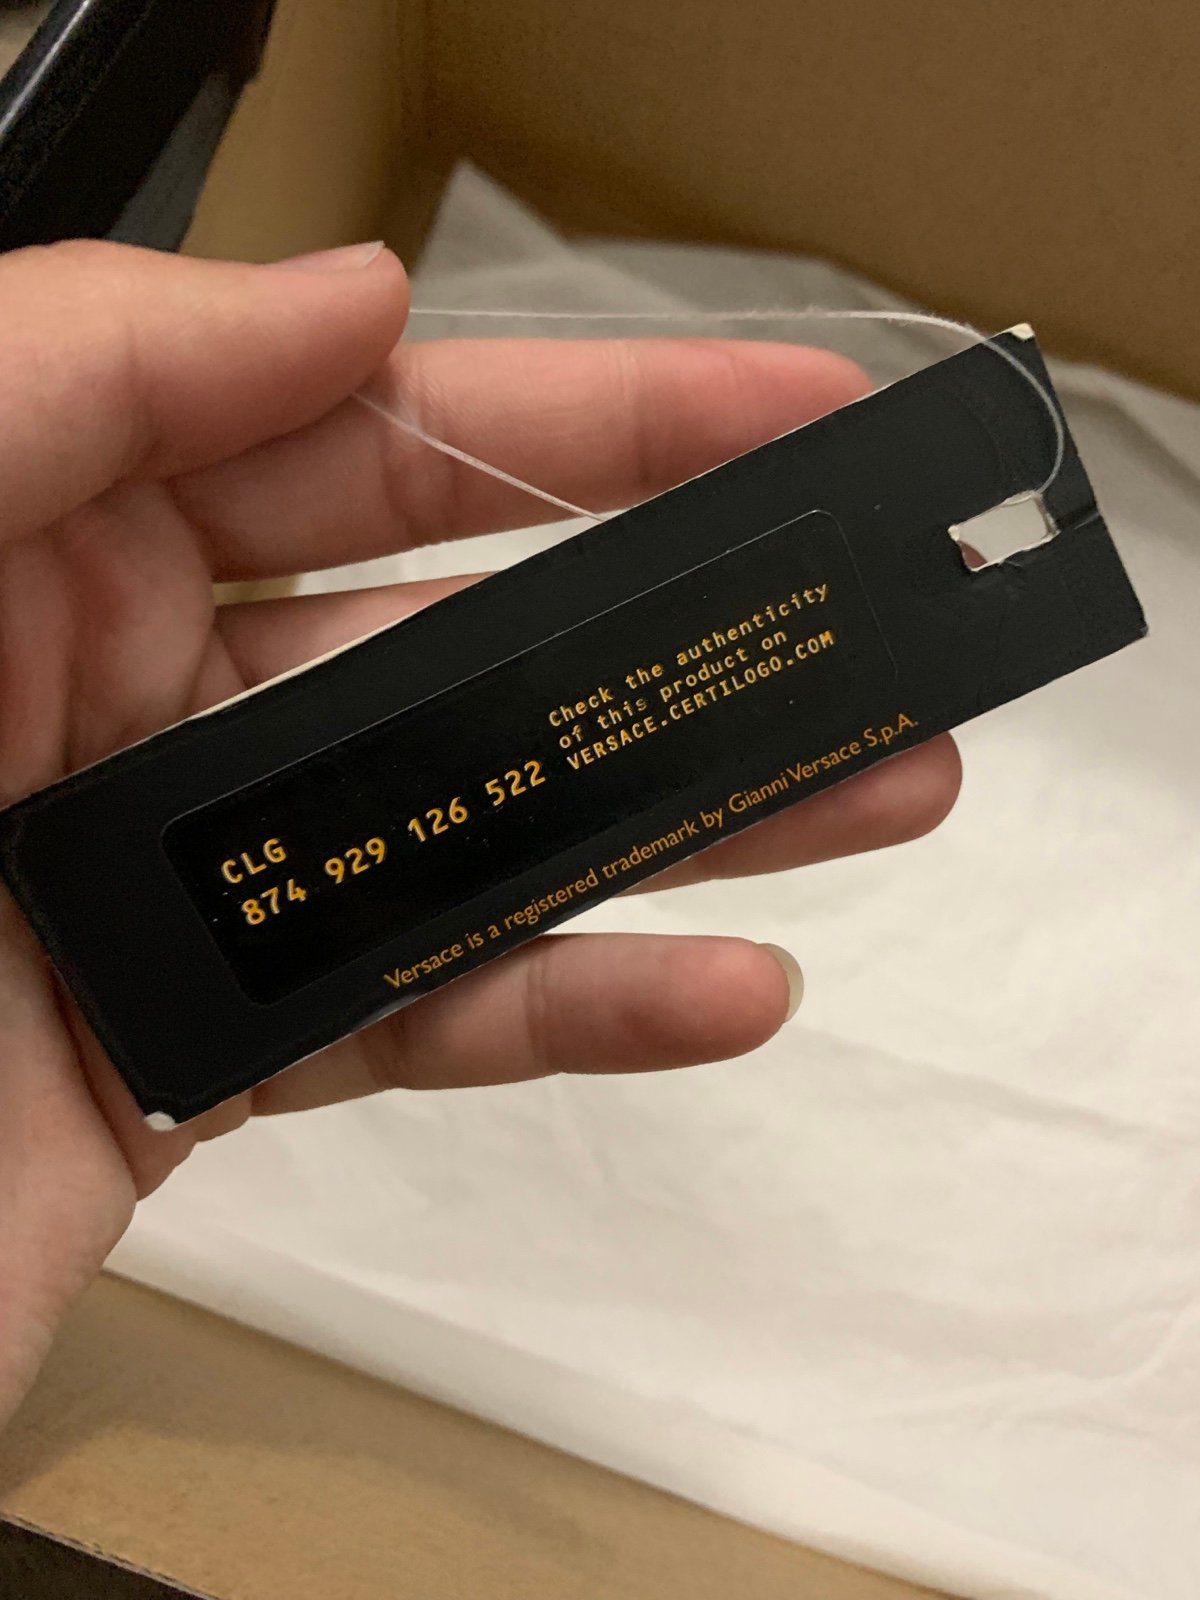 CLG
874 929 126 522
Check the authenticity
of this product on
VERSACE.CERTILOGO.COM
Versace is a registered trademark by Gianni Versace S.p.A.